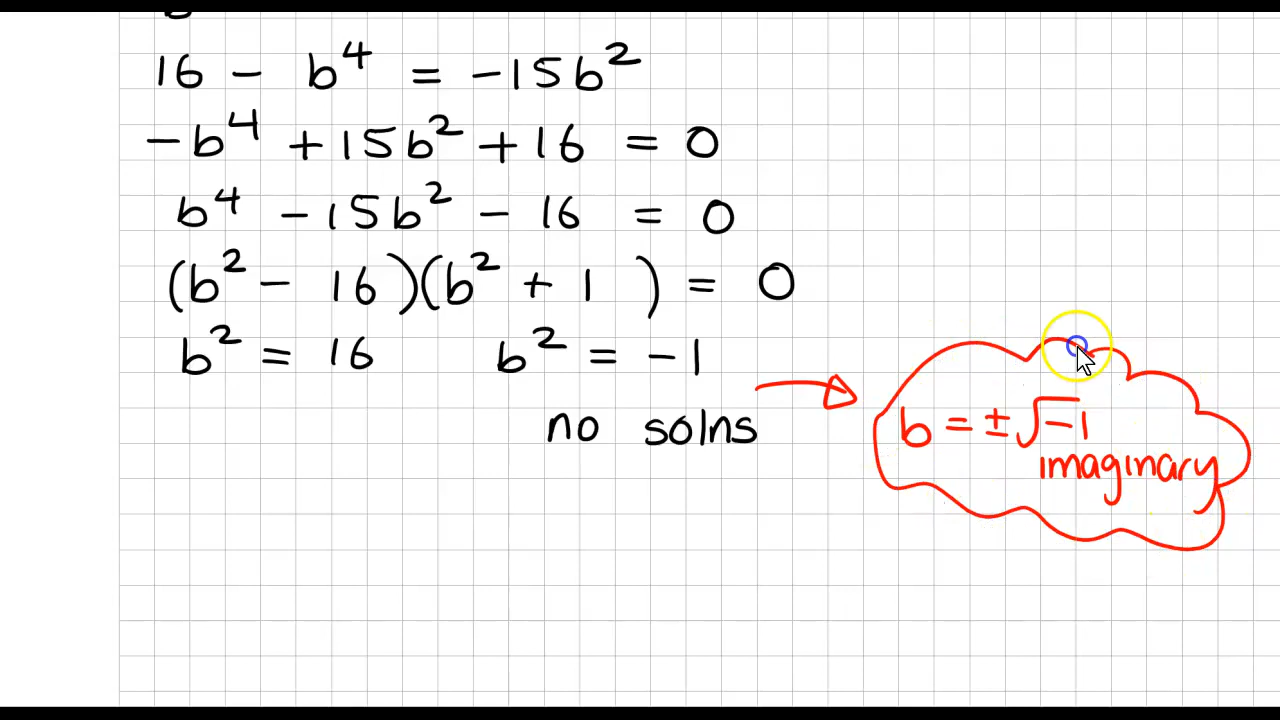 16 - b⁴ = -15b²
-b⁴ + 15b² + 16 = 0
b⁴ - 15b² - 16 = 0
(b² - 16)(b² + 1) = 0
b² = 16 b² = -1
no solns
b = ±√-1
imaginary